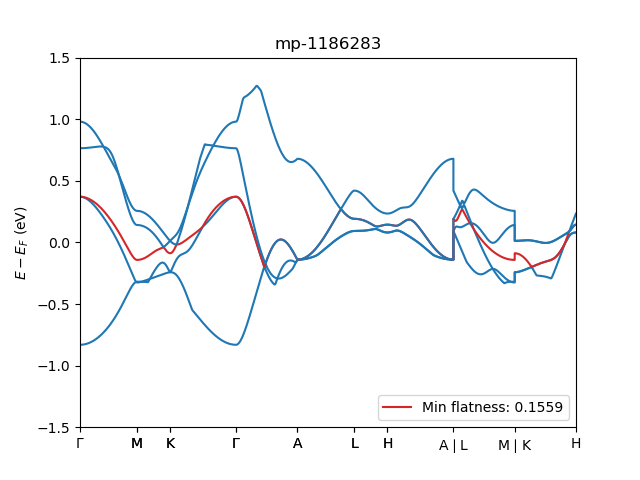 mp-1186283
E − E_F (eV)
1.5
1.0
0.5
0.0
−0.5
−1.0
−1.5
Min flatness: 0.1559
Γ M K Γ A L H A | L M | K H